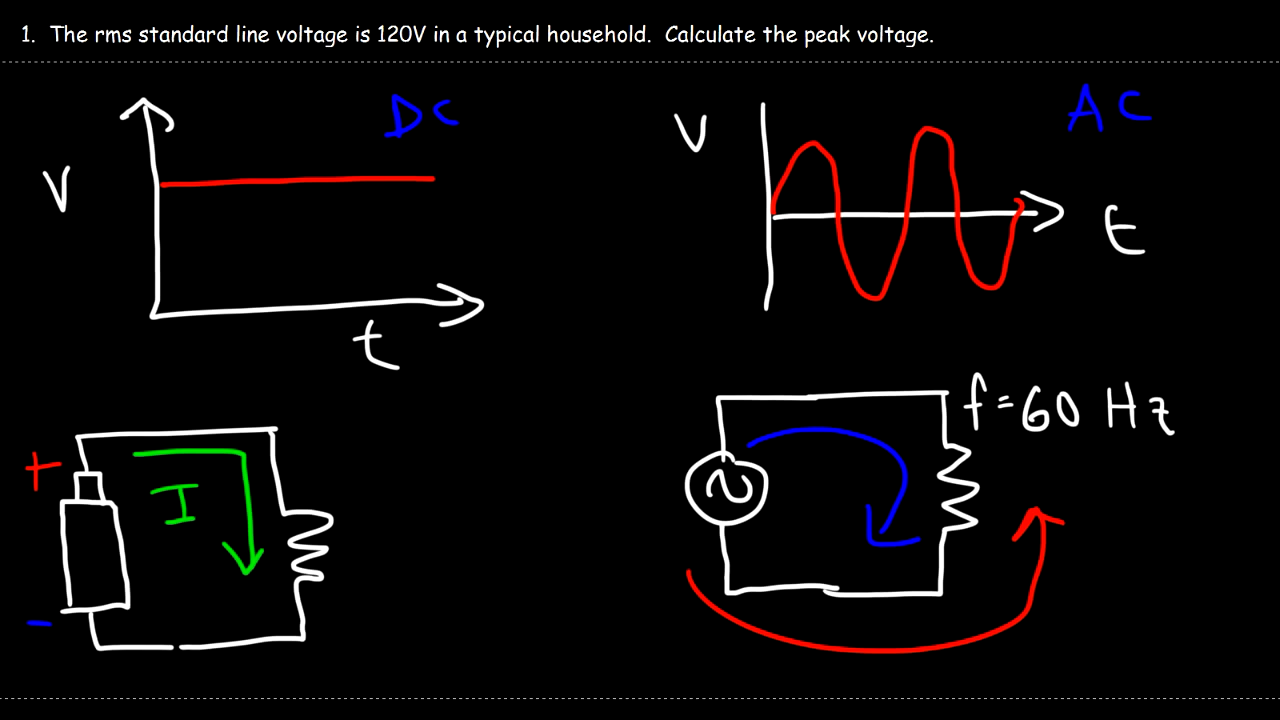 1. The rms standard line voltage is 120V in a typical household. Calculate the peak voltage.
DC
AC
V
V
t
t
f=60 Hz
+
I
-